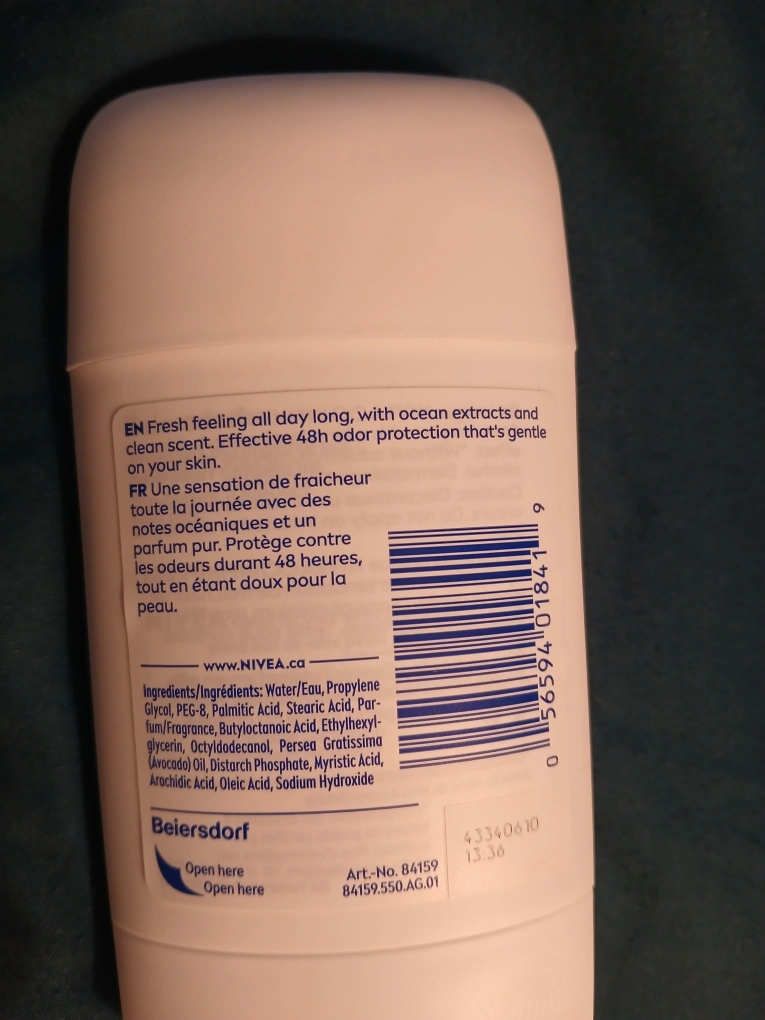 EN Fresh feeling all day long, with ocean extracts and
clean scent. Effective 48h odor protection that's gentle
on your skin.
FR Une sensation de fraicheur
toute la journée avec des
notes océaniques et un
parfum pur. Protège contre
les odeurs durant 48 heures,
tout en étant doux pour la
peau.
www.NIVEA.ca
Ingredients/Ingrédients: Water/Eau, Propylene
Glycol, PEG-8, Palmitic Acid, Stearic Acid, Par-
fum/Fragrance, Butyloctanoic Acid, Ethylhexyl-
glycerin, Octyldodecanol, Persea Gratissima
(Avocado) Oil, Distarch Phosphate, Myristic Acid,
Arachidic Acid, Oleic Acid, Sodium Hydroxide
0 56594 01841 9
Beiersdorf
Open here
Open here
Art.-No. 84159
84159.550.AG.01
43340610
13:36